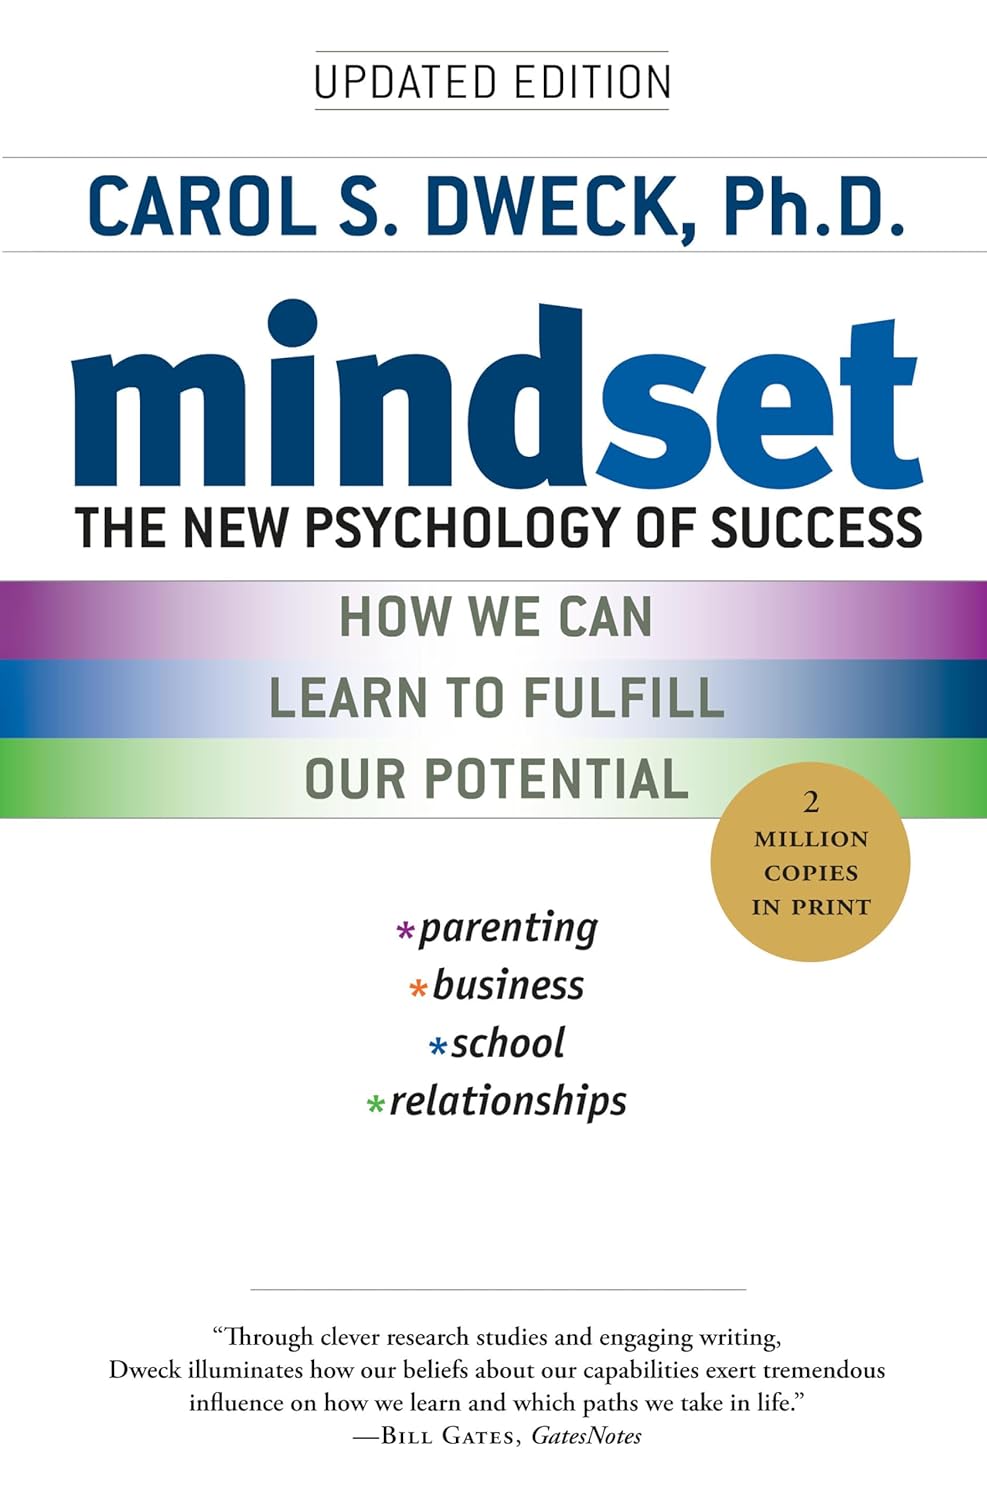 UPDATED EDITION
CAROL S. DWECK, Ph.D.
mindset
THE NEW PSYCHOLOGY OF SUCCESS
HOW WE CAN
LEARN TO FULFILL
OUR POTENTIAL
2
MILLION
COPIES
IN PRINT
*parenting
*business
*school
*relationships
“Through clever research studies and engaging writing,
Dweck illuminates how our beliefs about our capabilities exert tremendous
influence on how we learn and which paths we take in life.”
—BILL GATES, GatesNotes